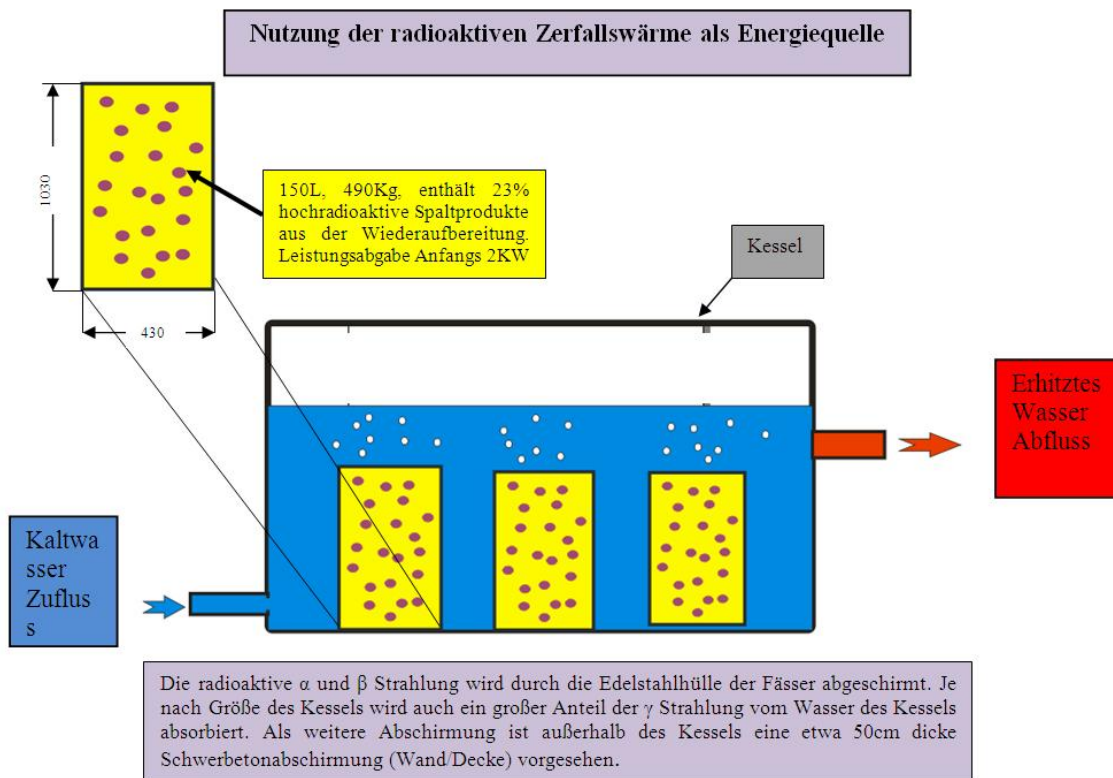 Nutzung der radioaktiven Zerfallswärme als Energiequelle
1030
430
150L, 490Kg, enthält 23%
hochradioaktive Spaltprodukte
aus der Wiederaufbereitung.
Leistungsabgabe Anfangs 2KW
Kessel
Erhitztes
Wasser
Abfluss
Kaltwa
sser
Zuflus
s
Die radioaktive α und β Strahlung wird durch die Edelstahlhülle der Fässer abgeschirmt. Je
nach Größe des Kessels wird auch ein großer Anteil der γ Strahlung vom Wasser des Kessels
absorbiert. Als weitere Abschirmung ist außerhalb des Kessels eine etwa 50cm dicke
Schwerbetonabschirmung (Wand/Decke) vorgesehen.